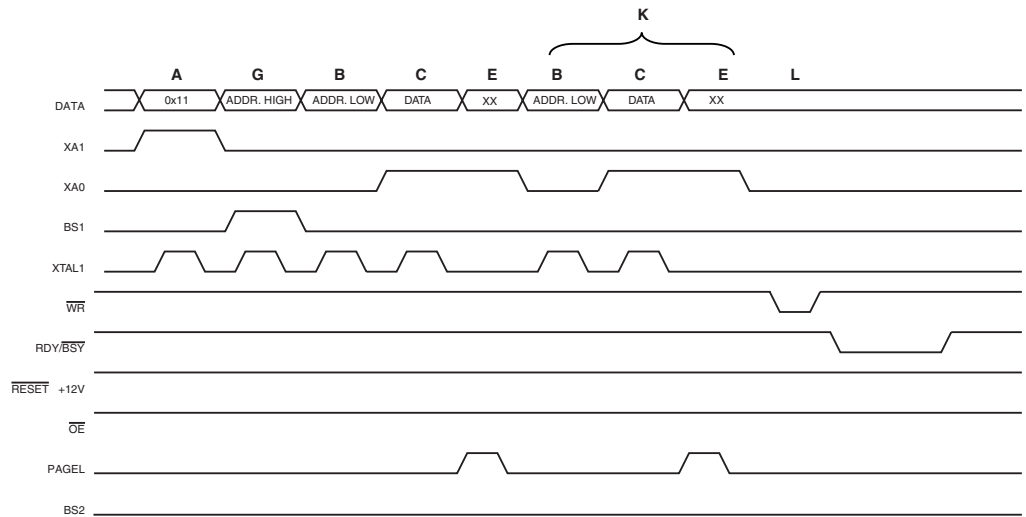 K
A G B C E B C E L
DATA 0x11 ADDR. HIGH ADDR. LOW DATA XX ADDR. LOW DATA XX
XA1
XA0
BS1
XTAL1
WR
RDY/BSY
RESET +12V
OE
PAGEL
BS2